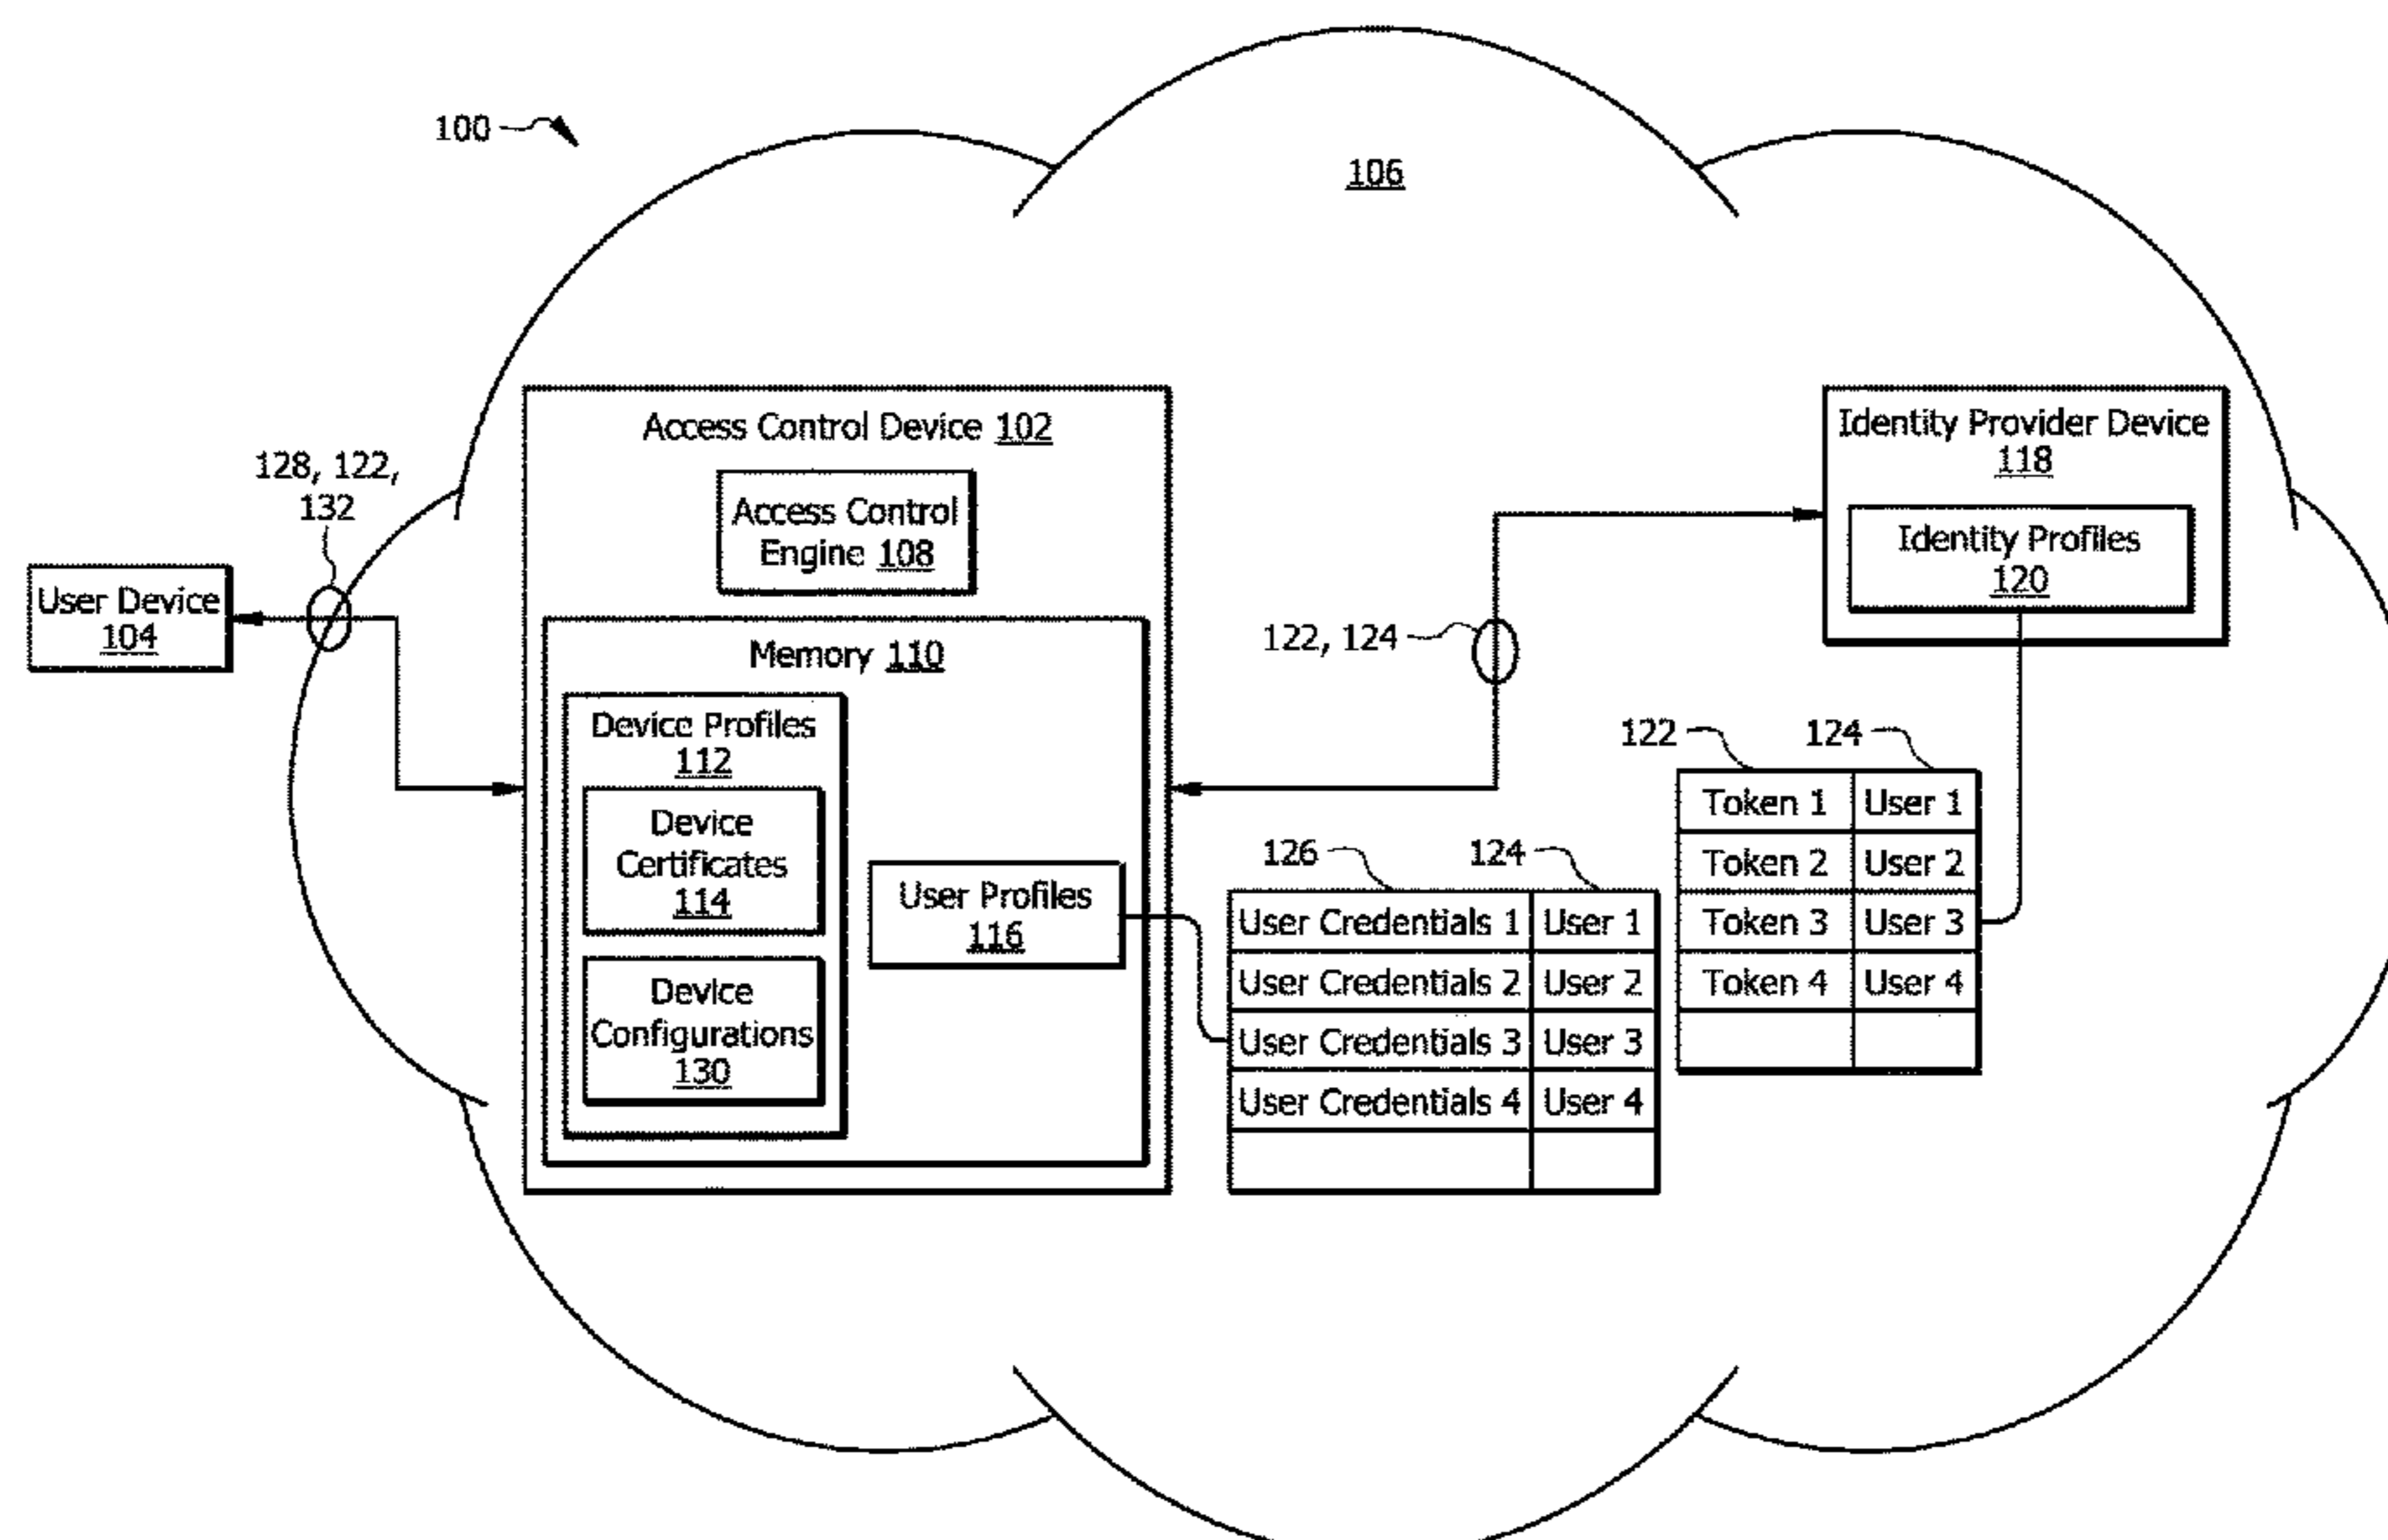 100
106
Access Control Device 102
Access Control
Engine 108
128, 122,
132
User Device
104
Memory 110
Device Profiles
112
Device
Certificates
114
Device
Configurations
130
User Profiles
116
122, 124
Identity Provider Device
118
Identity Profiles
120
122 124
Token 1 User 1
Token 2 User 2
Token 3 User 3
Token 4 User 4
126 124
User Credentials 1 User 1
User Credentials 2 User 2
User Credentials 3 User 3
User Credentials 4 User 4